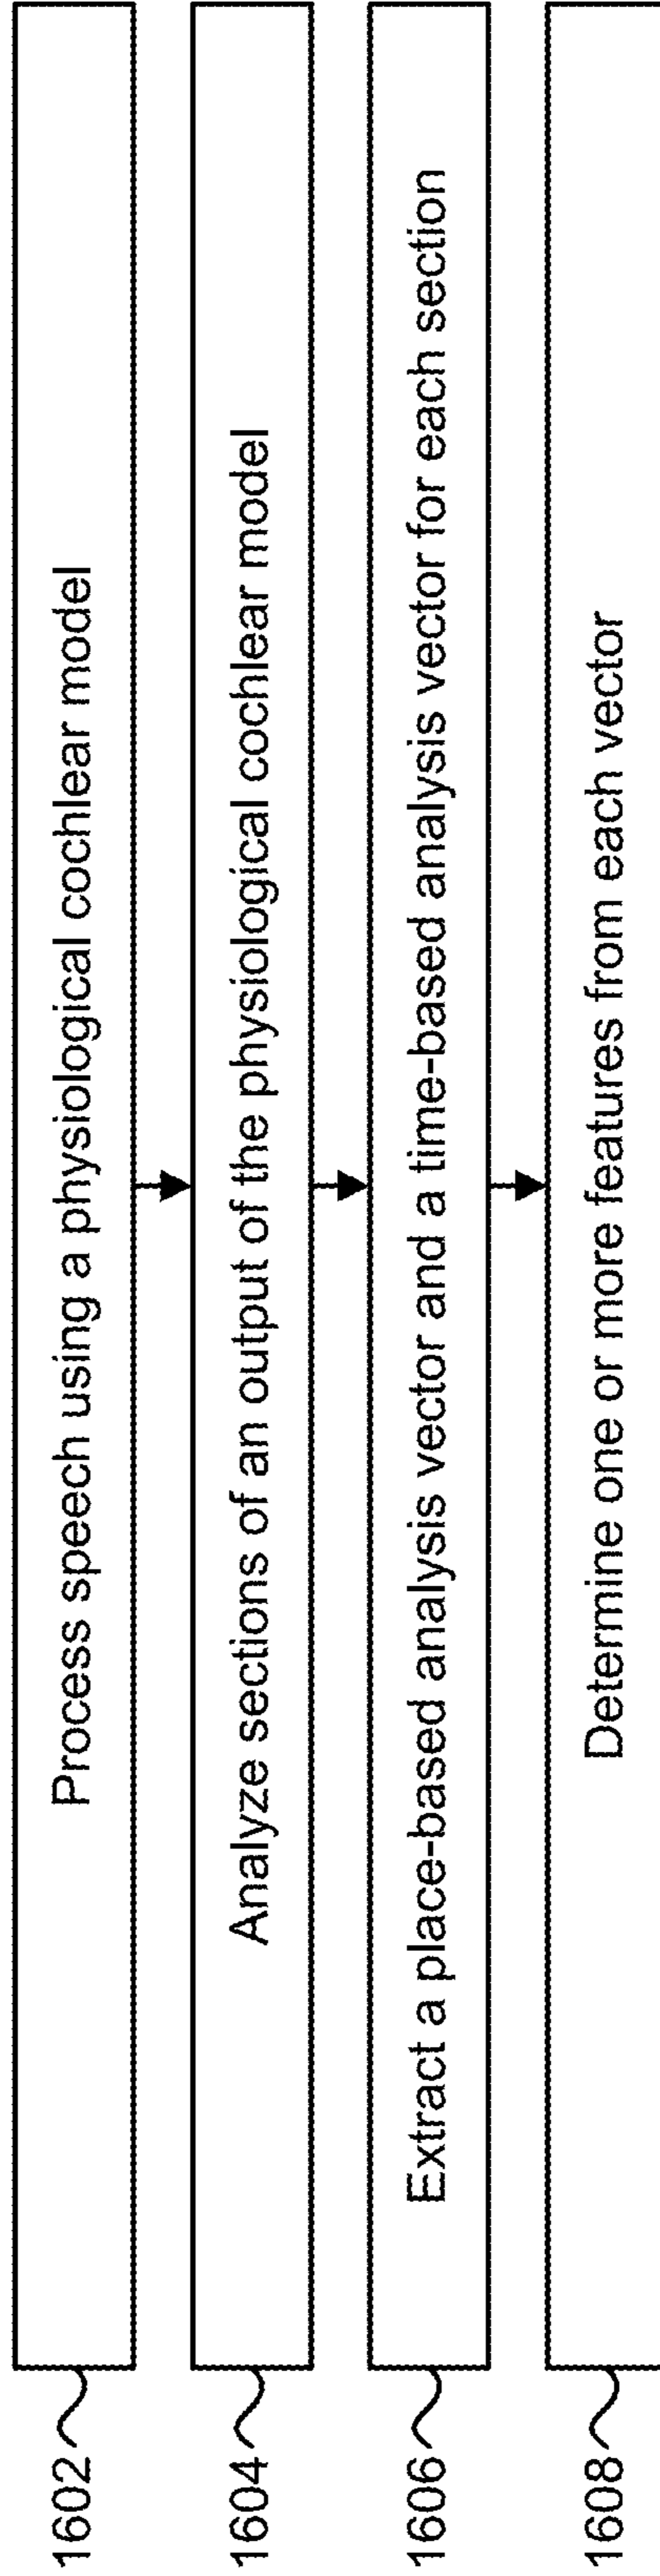 1602
Process speech using a physiological cochlear model
1604
Analyze sections of an output of the physiological cochlear model
1606
Extract a place-based analysis vector and a time-based analysis vector for each section
1608
Determine one or more features from each vector